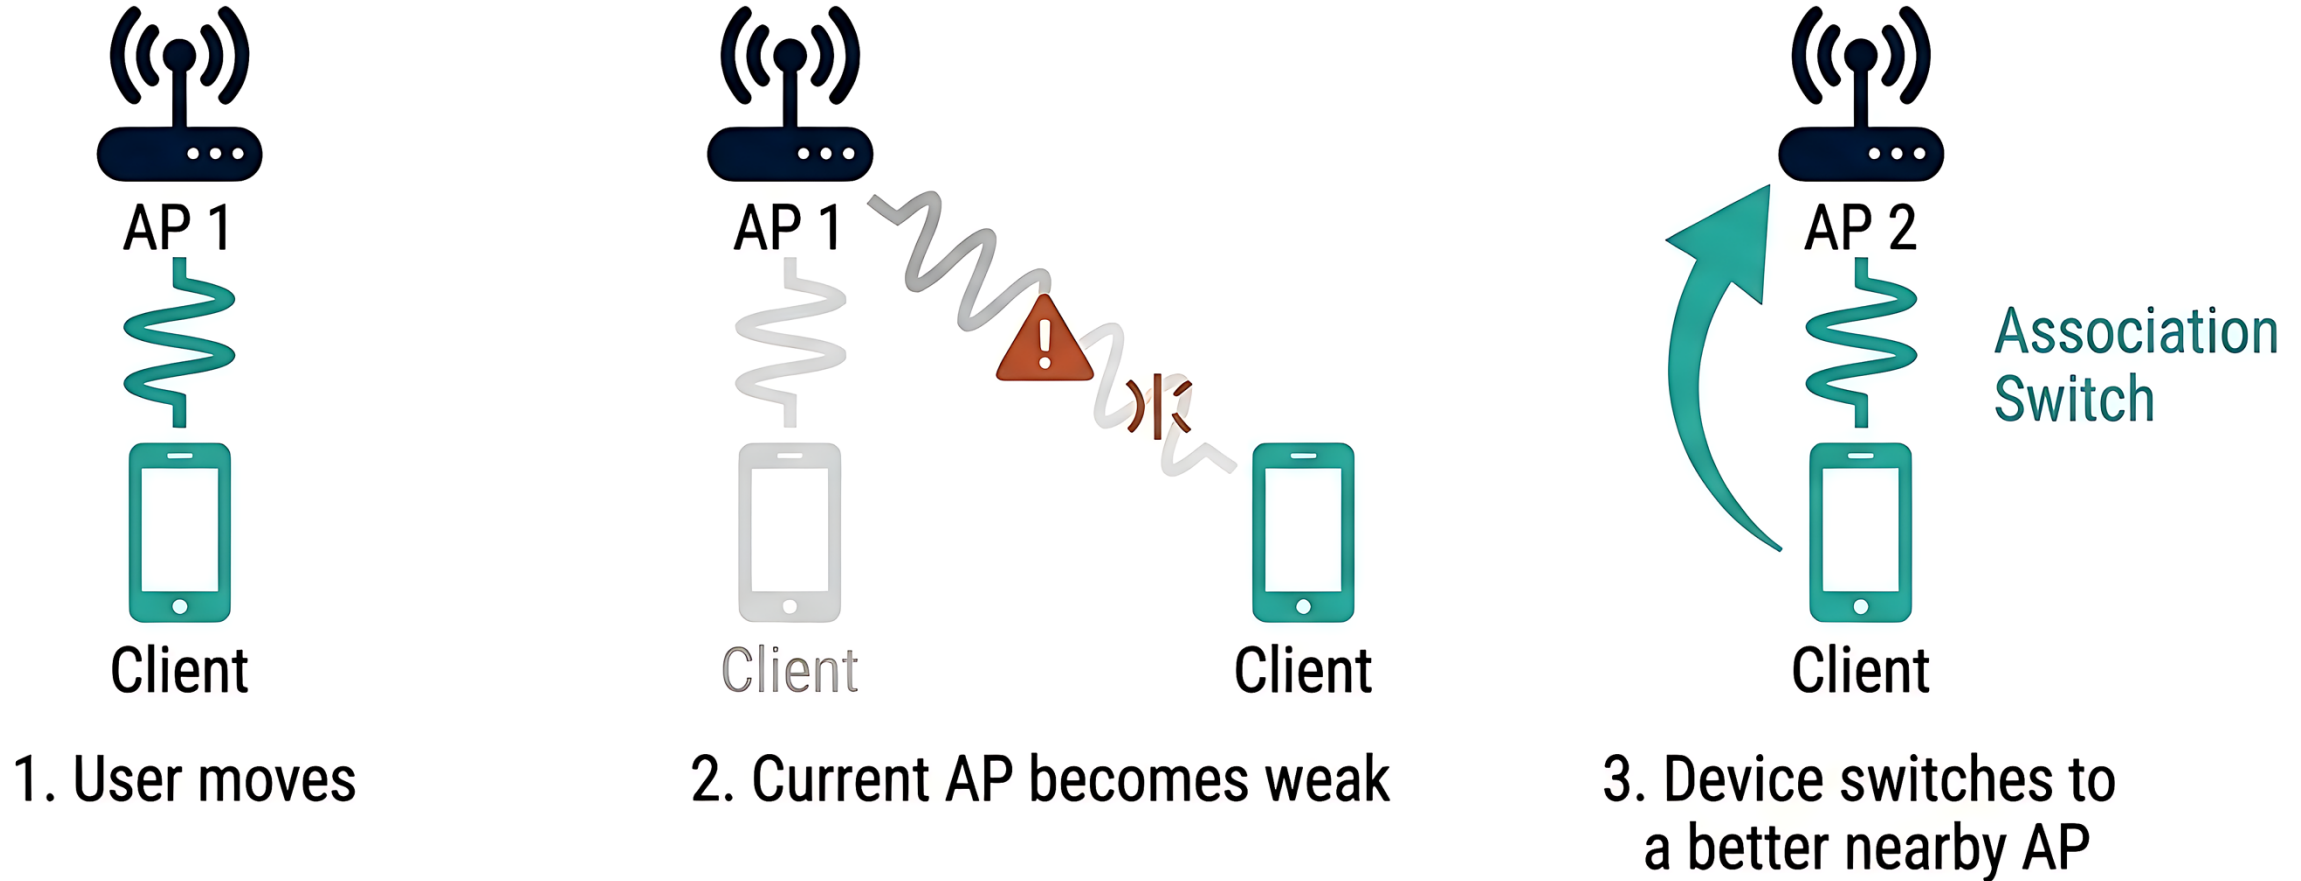 AP 1
Client
1. User moves
AP 1
Client
Client
2. Current AP becomes weak
AP 2
Association
Switch
Client
3. Device switches to
a better nearby AP